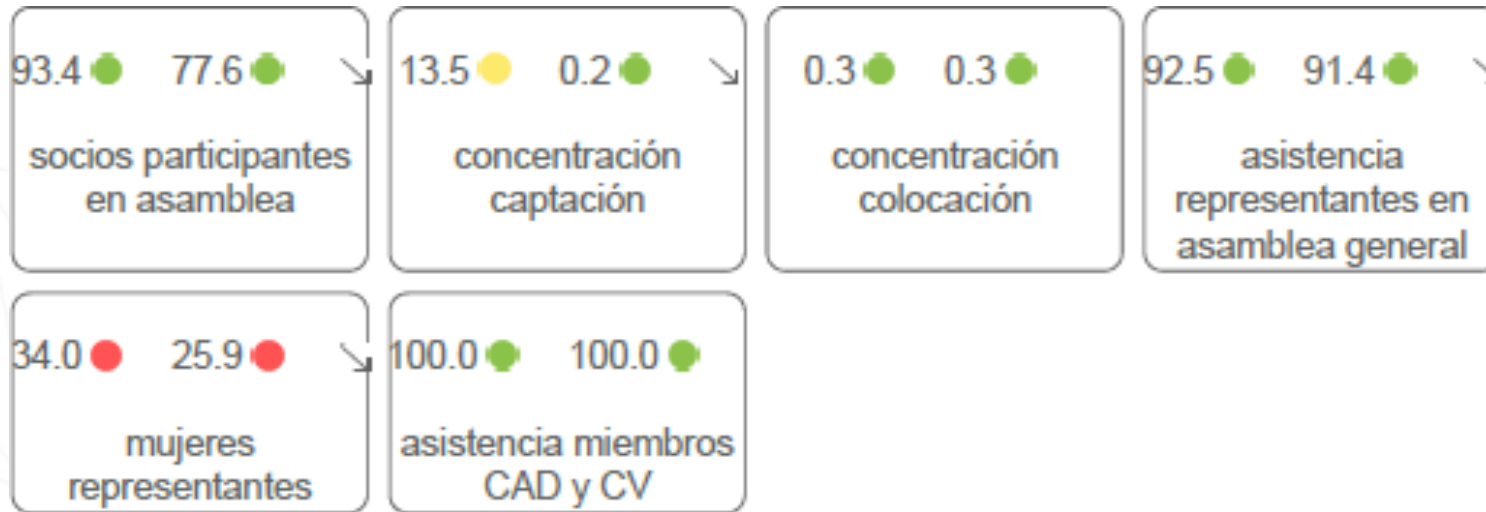 93.4 77.6
socios participantes
en asamblea
13.5 0.2
concentración
captación
0.3 0.3
concentración
colocación
92.5 91.4
asistencia
representantes en
asamblea general
34.0 25.9
mujeres
representantes
100.0 100.0
asistencia miembros
CAD y CV